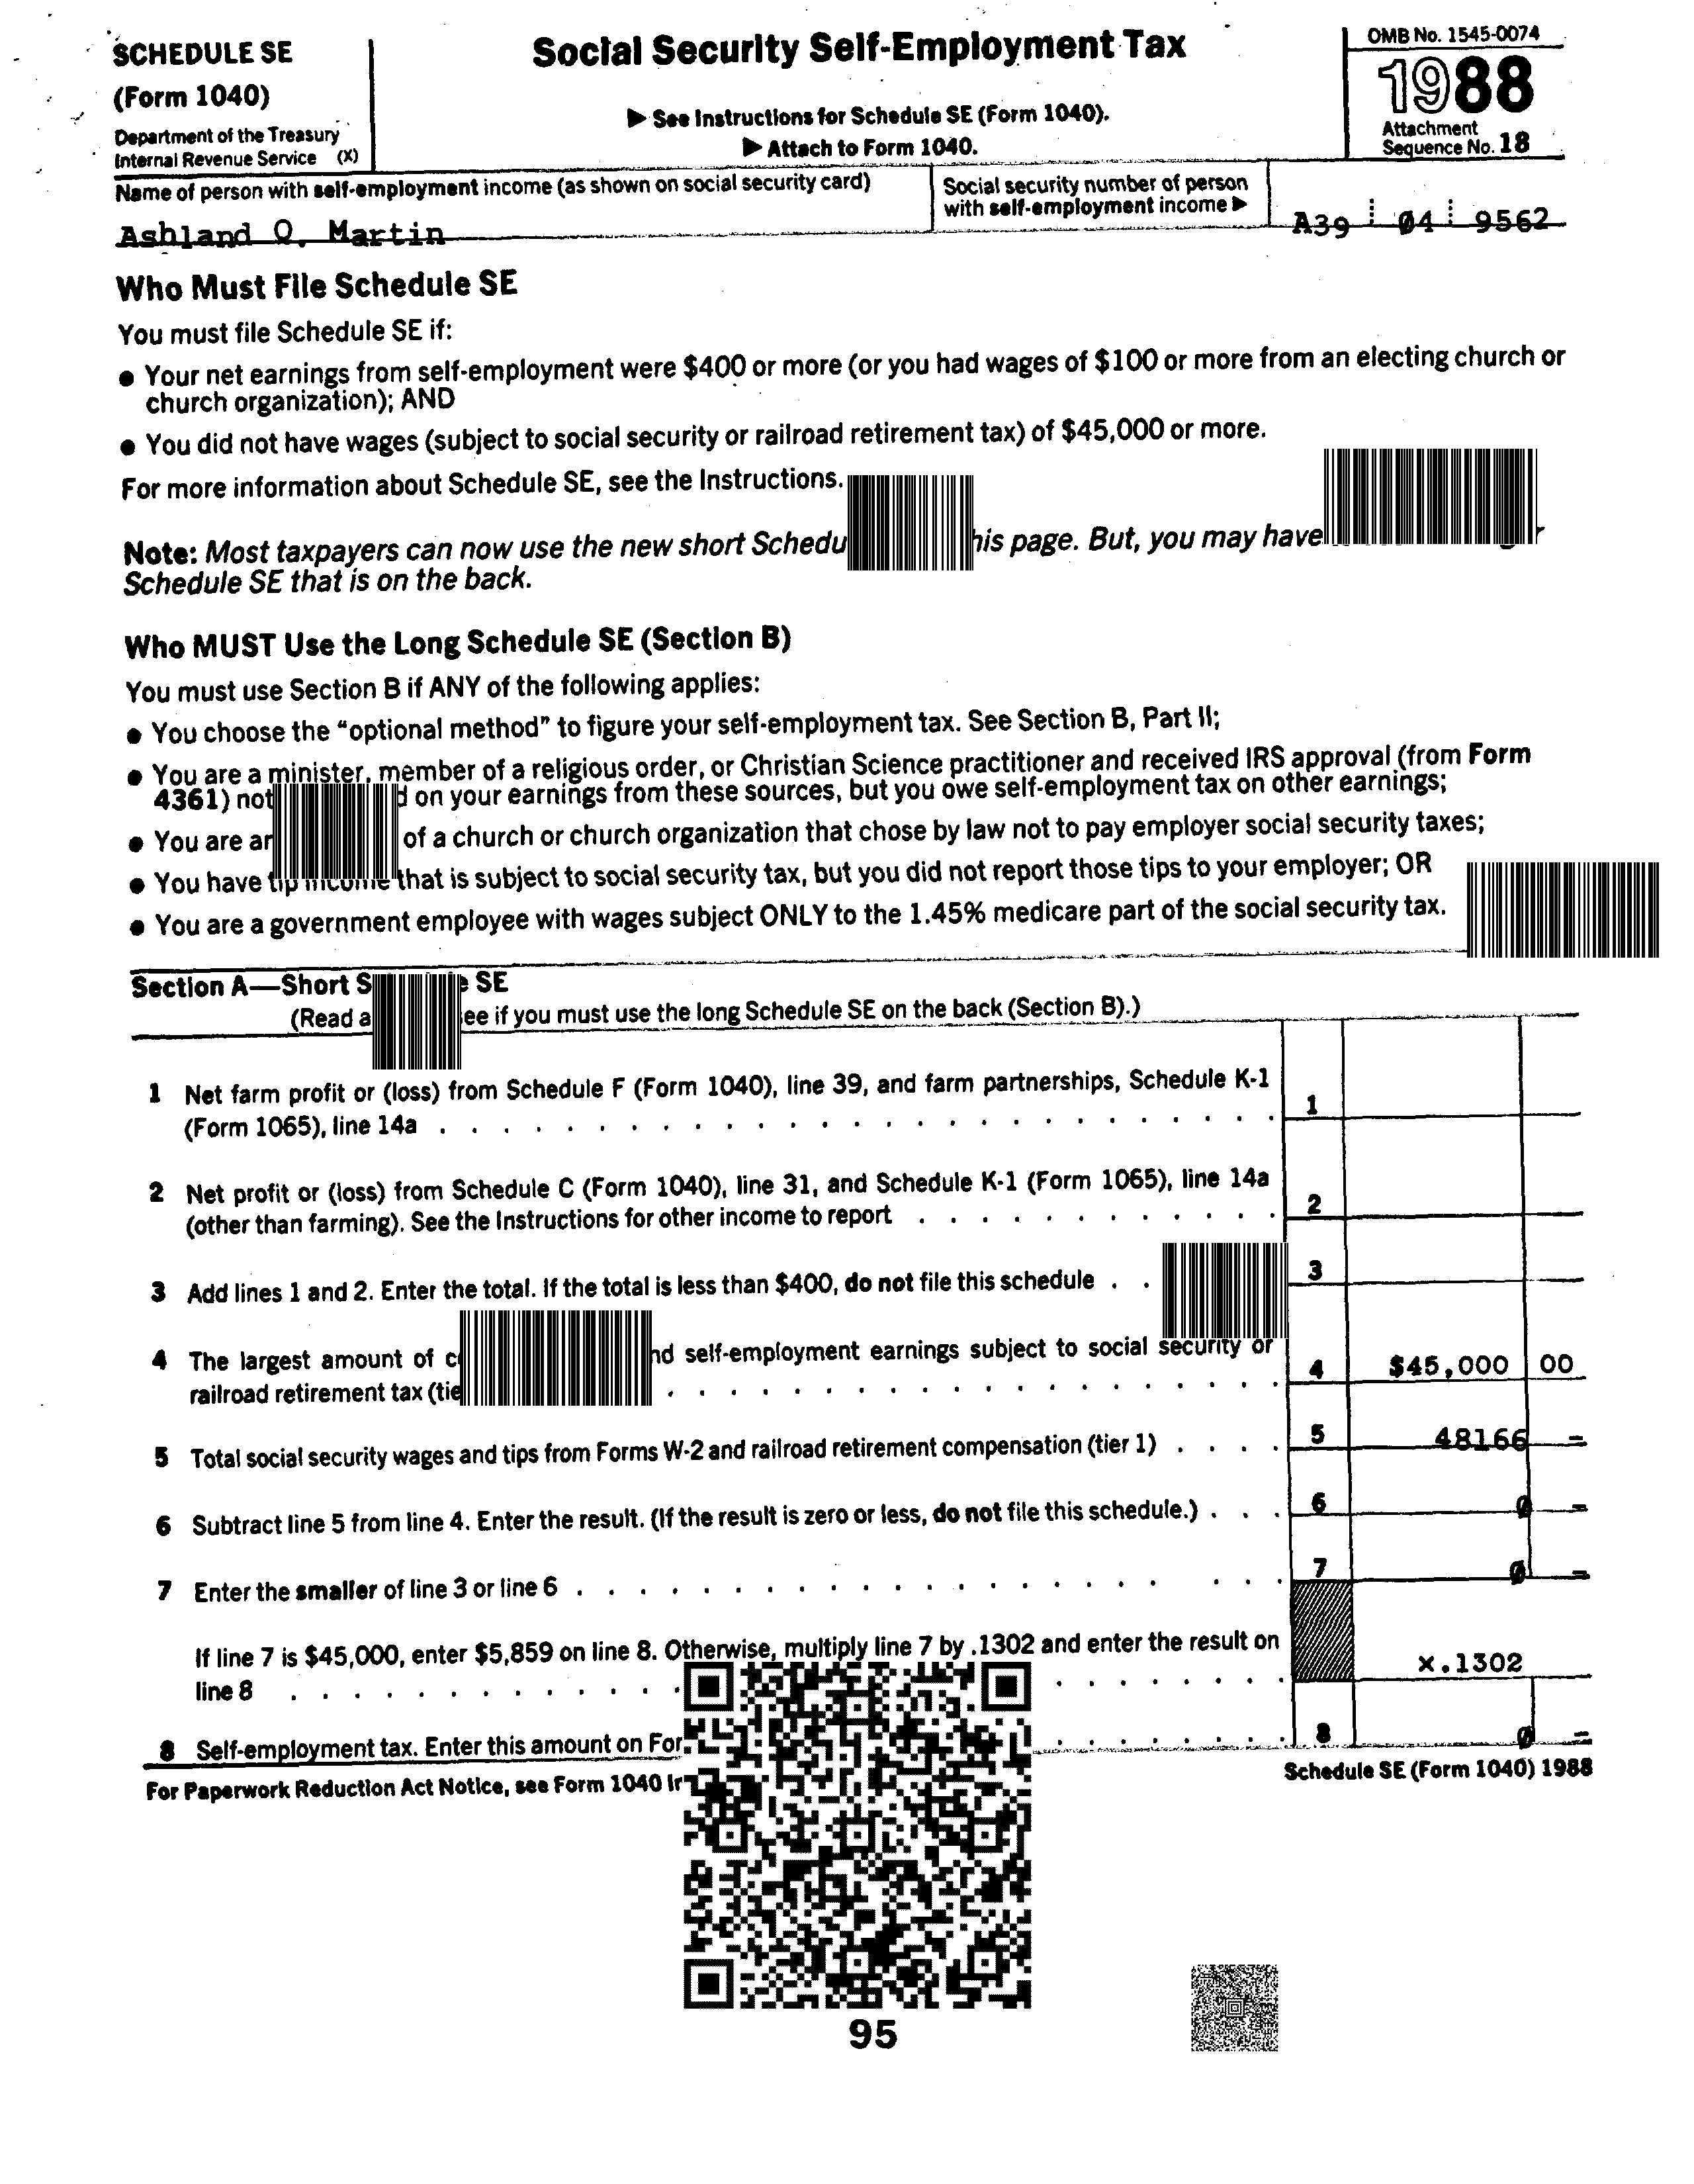 SCHEDULE SE
(Form 1040)
Department of the Treasury
Internal Revenue Service (X)
Social Security Self-Employment Tax
▶ See Instructions for Schedule SE (Form 1040).
▶ Attach to Form 1040.
OMB No. 1545-0074
1988
Attachment
Sequence No. 18
Name of person with self-employment income (as shown on social security card)
Ashland Q. Martin
Social security number of person
with self-employment income ▶
A39 04 9562
Who Must File Schedule SE
You must file Schedule SE if:
● Your net earnings from self-employment were $400 or more (or you had wages of $100 or more from an electing church or
church organization); AND
● You did not have wages (subject to social security or railroad retirement tax) of $45,000 or more.
For more information about Schedule SE, see the Instructions.
Note: Most taxpayers can now use the new short page. But, you may have
Schedule SE that is on the back.
Who MUST Use the Long Schedule SE (Section B)
You must use Section B if ANY of the following applies:
● You choose the “optional method” to figure your self-employment tax. See Section B, Part II;
● You are a minister, member of a religious order, or Christian Science practitioner and received IRS approval (from Form
4361) not on your earnings from these sources, but you owe self-employment tax on other earnings;
● You are of a church or church organization that chose by law not to pay employer social security taxes;
● You have tip income that is subject to social security tax, but you did not report those tips to your employer; OR
● You are a government employee with wages subject ONLY to the 1.45% medicare part of the social security tax.
Section A—Short SE
(Read if you must use the long Schedule SE on the back (Section B).)
1 Net farm profit or (loss) from Schedule F (Form 1040), line 39, and farm partnerships, Schedule K-1
(Form 1065), line 14a . . . . . . . . . . . . . . . . . . . . . . . . . . . 1
2 Net profit or (loss) from Schedule C (Form 1040), line 31, and Schedule K-1 (Form 1065), line 14a
(other than farming). See the Instructions for other income to report . . . . . . . . . . . . 2
3 Add lines 1 and 2. Enter the total. If the total is less than $400, do not file this schedule . . 3
4 The largest amount of self-employment earnings subject to social security or
railroad retirement tax . . . . . . . . . . . . . . . . . . . . 4 $45,000 00
5 Total social security wages and tips from Forms W-2 and railroad retirement compensation (tier 1) . . . . 5 48166 –
6 Subtract line 5 from line 4. Enter the result. (If the result is zero or less, do not file this schedule.) . . . 6 0 –
7 Enter the smaller of line 3 or line 6 . . . . . . . . . . . . . . . . . . . . . . 7 0 –
If line 7 is $45,000, enter $5,859 on line 8. Otherwise, multiply line 7 by .1302 and enter the result on
line 8 . . . . . . . . . . . . . . . . . . . . . x.1302
8 Self-employment tax. Enter this amount on . . . . . . . . 8 0 –
For Paperwork Reduction Act Notice, see Form 1040
Schedule SE (Form 1040) 1988
95